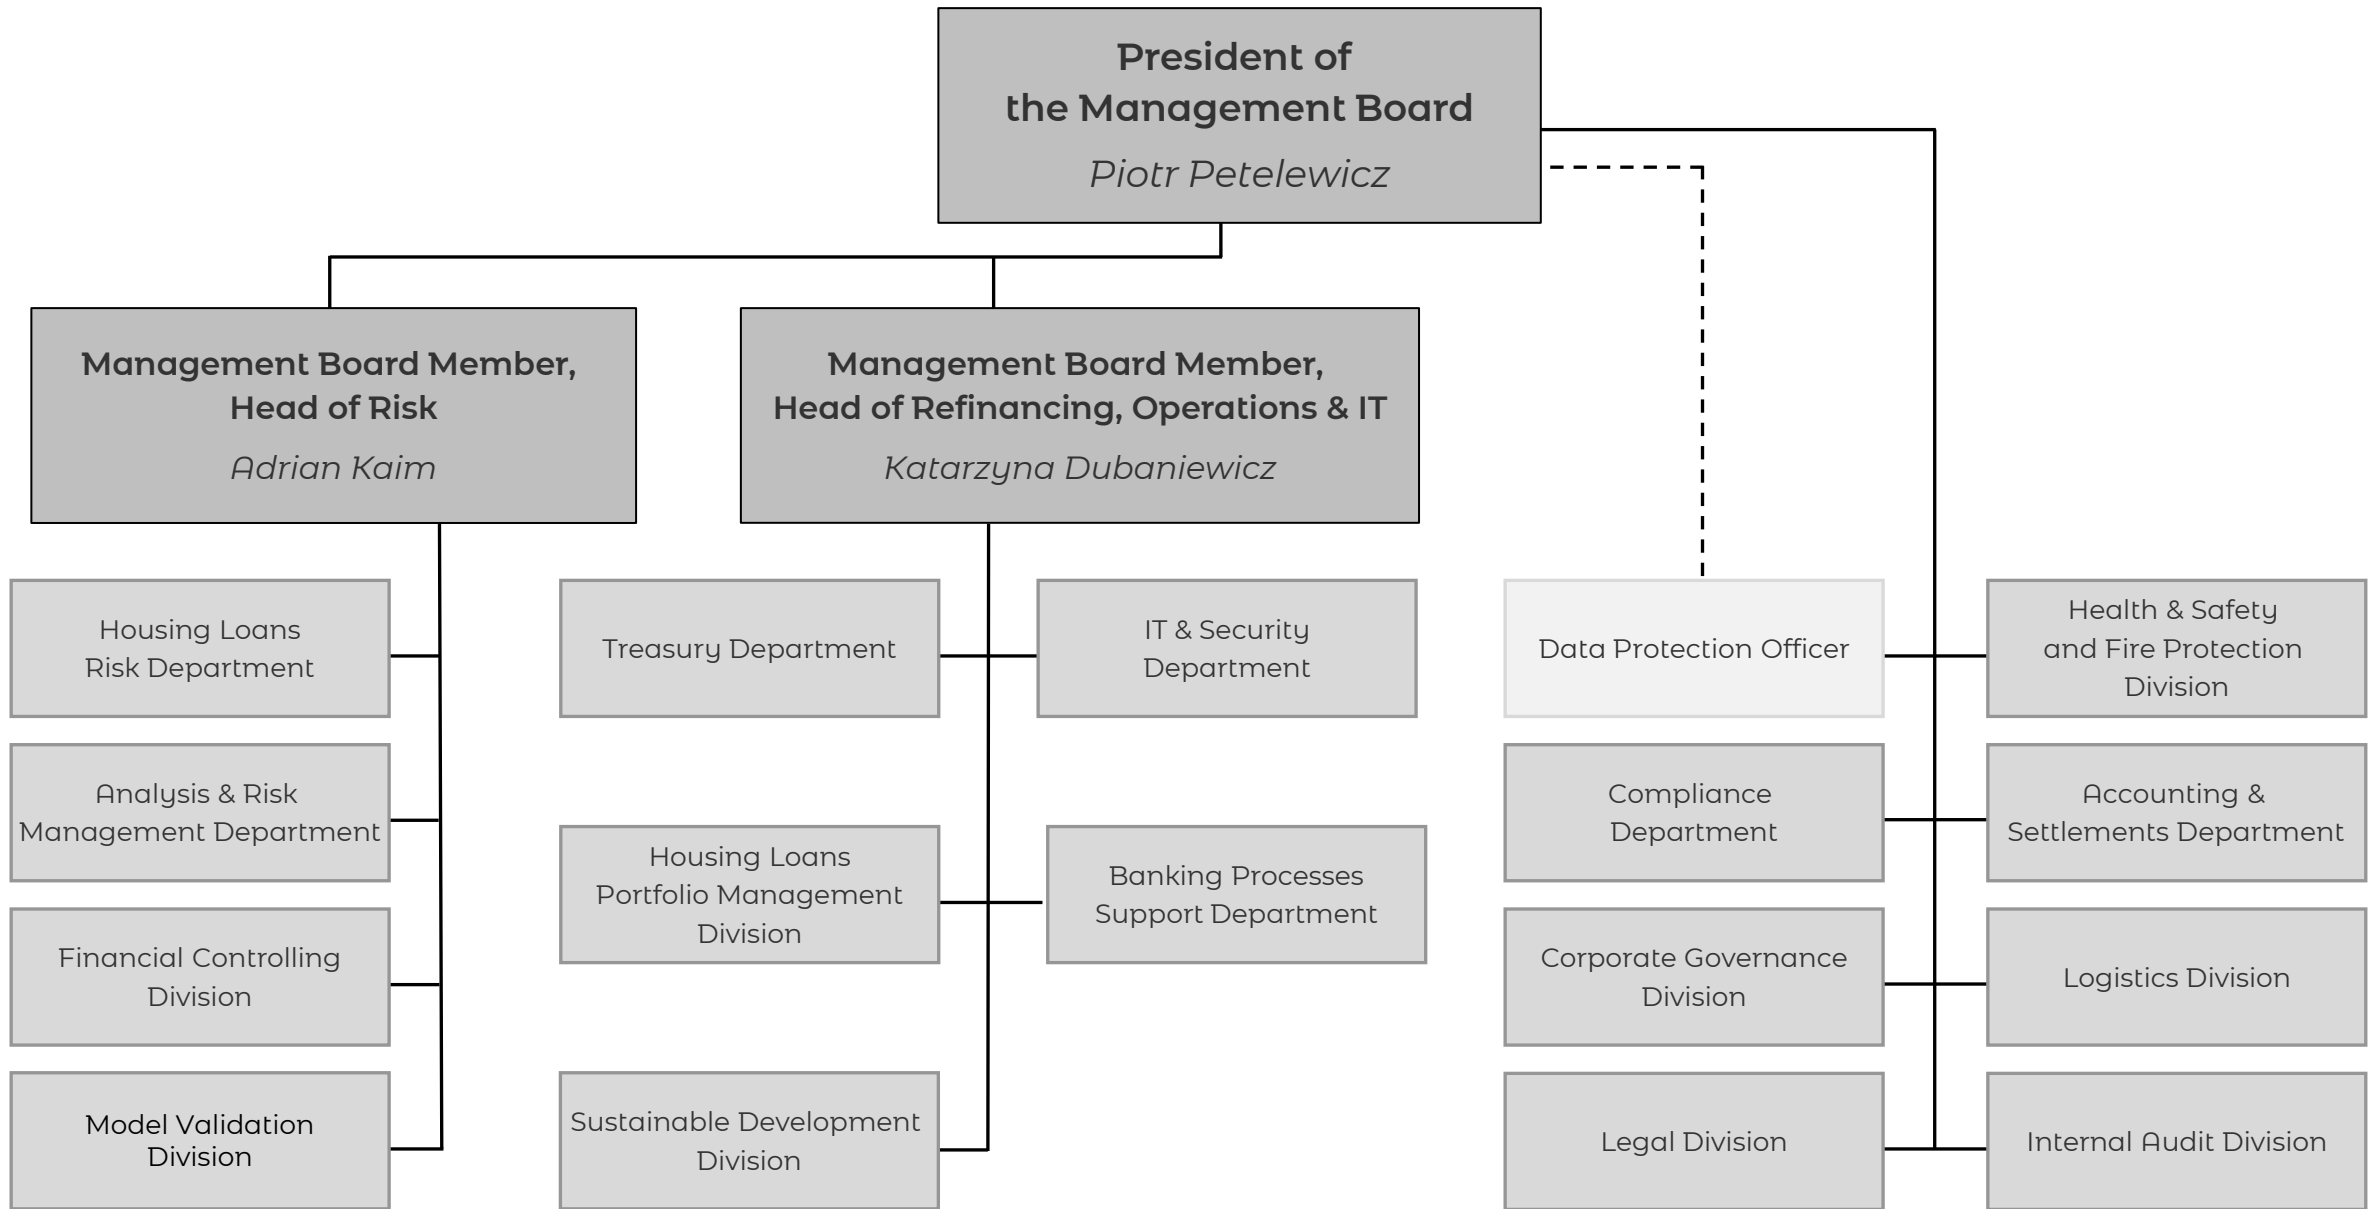 President of
the Management Board
Piotr Petelewicz
Management Board Member,
Head of Risk
Adrian Kaim
Management Board Member,
Head of Refinancing, Operations & IT
Katarzyna Dubaniewicz
Housing Loans
Risk Department
Analysis & Risk
Management Department
Financial Controlling
Division
Model Validation
Division
Treasury Department
IT & Security
Department
Housing Loans
Portfolio Management
Division
Banking Processes
Support Department
Sustainable Development
Division
Data Protection Officer
Health & Safety
and Fire Protection
Division
Compliance
Department
Accounting &
Settlements Department
Corporate Governance
Division
Logistics Division
Legal Division
Internal Audit Division